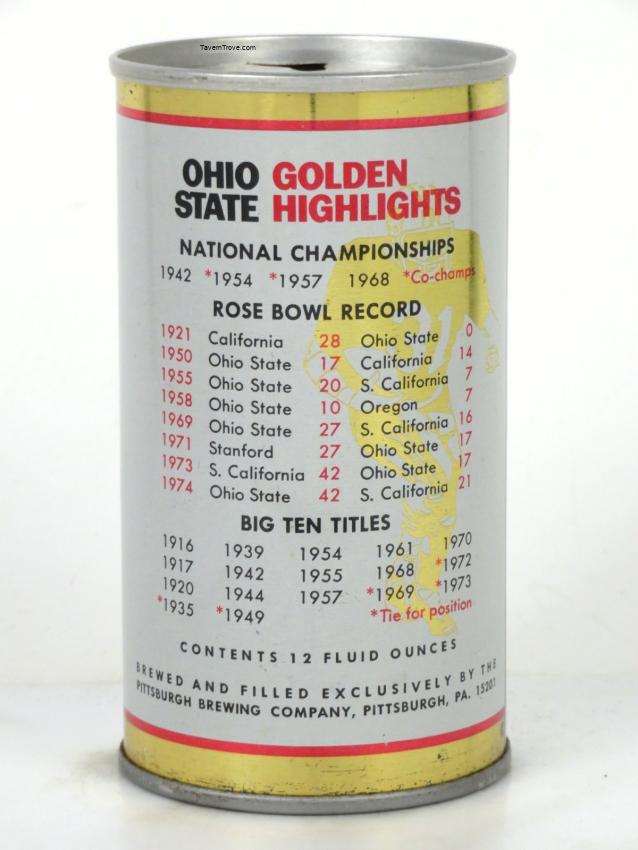 TavernTrove.com
OHIO GOLDEN
STATE HIGHLIGHTS
NATIONAL CHAMPIONSHIPS
1942 *1954 *1957 1968 *Co-champs
ROSE BOWL RECORD
1921 California 28 Ohio State 0
1950 Ohio State 17 California 14
1955 Ohio State 20 S. California 7
1958 Ohio State 10 Oregon 7
1969 Ohio State 27 S. California 16
1971 Stanford 27 Ohio State 17
1973 S. California 42 Ohio State 17
1974 Ohio State 42 S. California 21
BIG TEN TITLES
1916 1939 1954 1961 1970
1917 1942 1955 1968 *1972
1920 1944 1957 *1969 *1973
*1935 *1949 *Tie for position
CONTENTS 12 FLUID OUNCES
BREWED AND FILLED EXCLUSIVELY BY THE
PITTSBURGH BREWING COMPANY, PITTSBURGH, PA. 15201